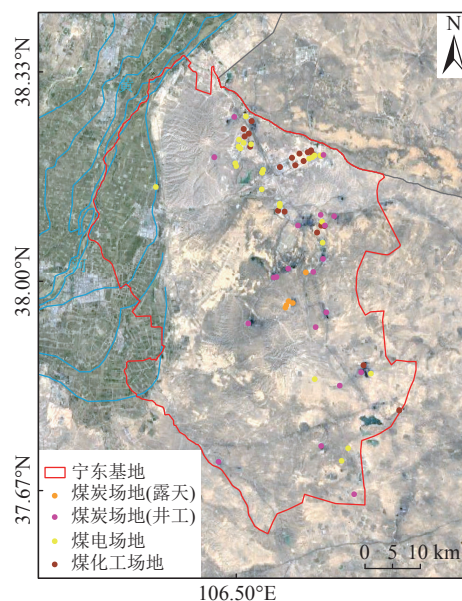 N
38.33°N
38.00°N
37.67°N
宁东基地
煤炭场地(露天)
煤炭场地(井工)
煤电场地
煤化工场地
0 5 10 km
106.50°E